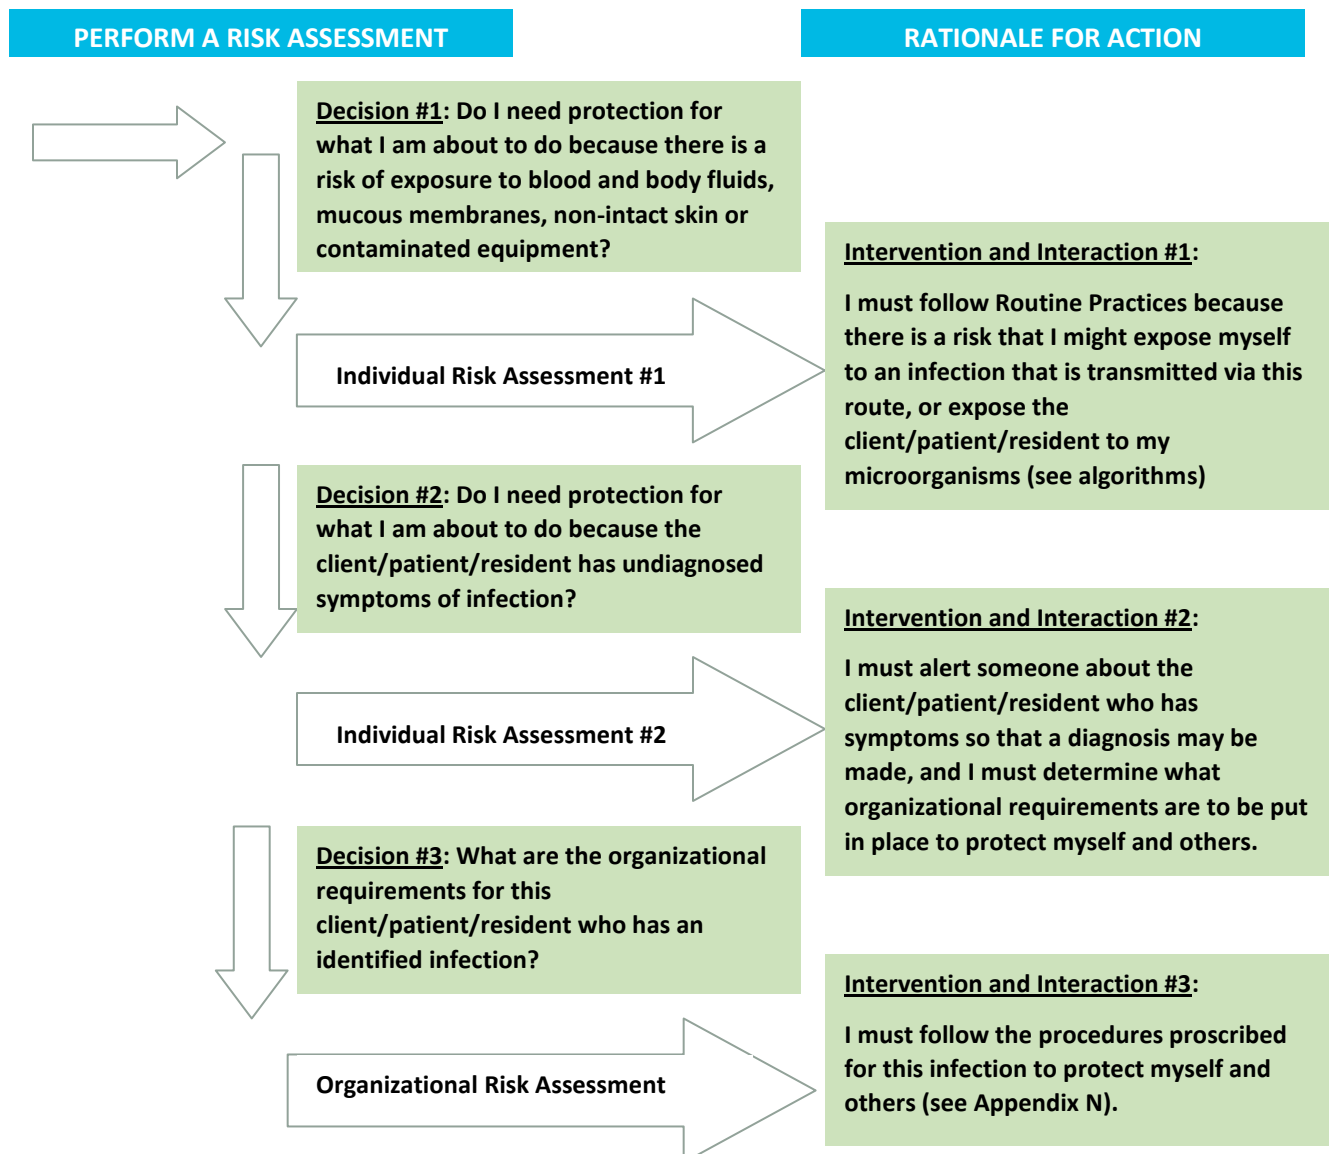 PERFORM A RISK ASSESSMENT
RATIONALE FOR ACTION
Decision #1: Do I need protection for
what I am about to do because there is a
risk of exposure to blood and body fluids,
mucous membranes, non-intact skin or
contaminated equipment?
Individual Risk Assessment #1
Intervention and Interaction #1:
I must follow Routine Practices because
there is a risk that I might expose myself
to an infection that is transmitted via this
route, or expose the
client/patient/resident to my
microorganisms (see algorithms)
Decision #2: Do I need protection for
what I am about to do because the
client/patient/resident has undiagnosed
symptoms of infection?
Individual Risk Assessment #2
Intervention and Interaction #2:
I must alert someone about the
client/patient/resident who has
symptoms so that a diagnosis may be
made, and I must determine what
organizational requirements are to be put
in place to protect myself and others.
Decision #3: What are the organizational
requirements for this
client/patient/resident who has an
identified infection?
Organizational Risk Assessment
Intervention and Interaction #3:
I must follow the procedures proscribed
for this infection to protect myself and
others (see Appendix N).